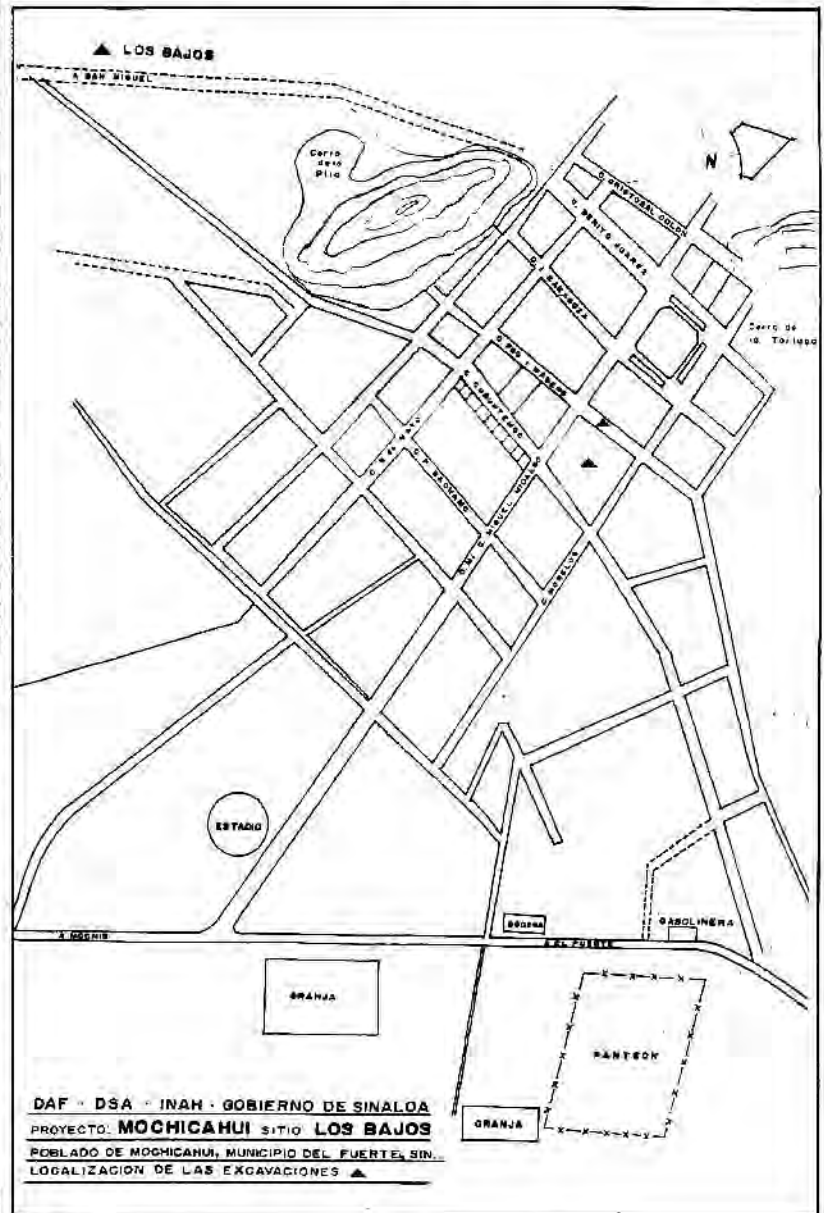 ▲ LOS BAJOS
A SAN MIGUEL
Cerro
de la
Pila
N
C. CRISTOBAL COLON
C. BENITO JUAREZ
C. I. ZARAGOZA
Cerro de
la Tortuga
C. FCO. I. MADERO
C. CUAUHTEMOC
C. 5 DE MAYO
C. MIGUEL HIDALGO
C. MORELOS
ESTADIO
BODEGA
GASOLINERA
A MOCHIS
A EL FUERTE
GRANJA
PANTEON
GRANJA
DAF · DSA · INAH · GOBIERNO DE SINALOA
PROYECTO: MOCHICAHUI SITIO LOS BAJOS
POBLADO DE MOCHICAHUI, MUNICIPIO DEL FUERTE, SIN.
LOCALIZACION DE LAS EXCAVACIONES ▲